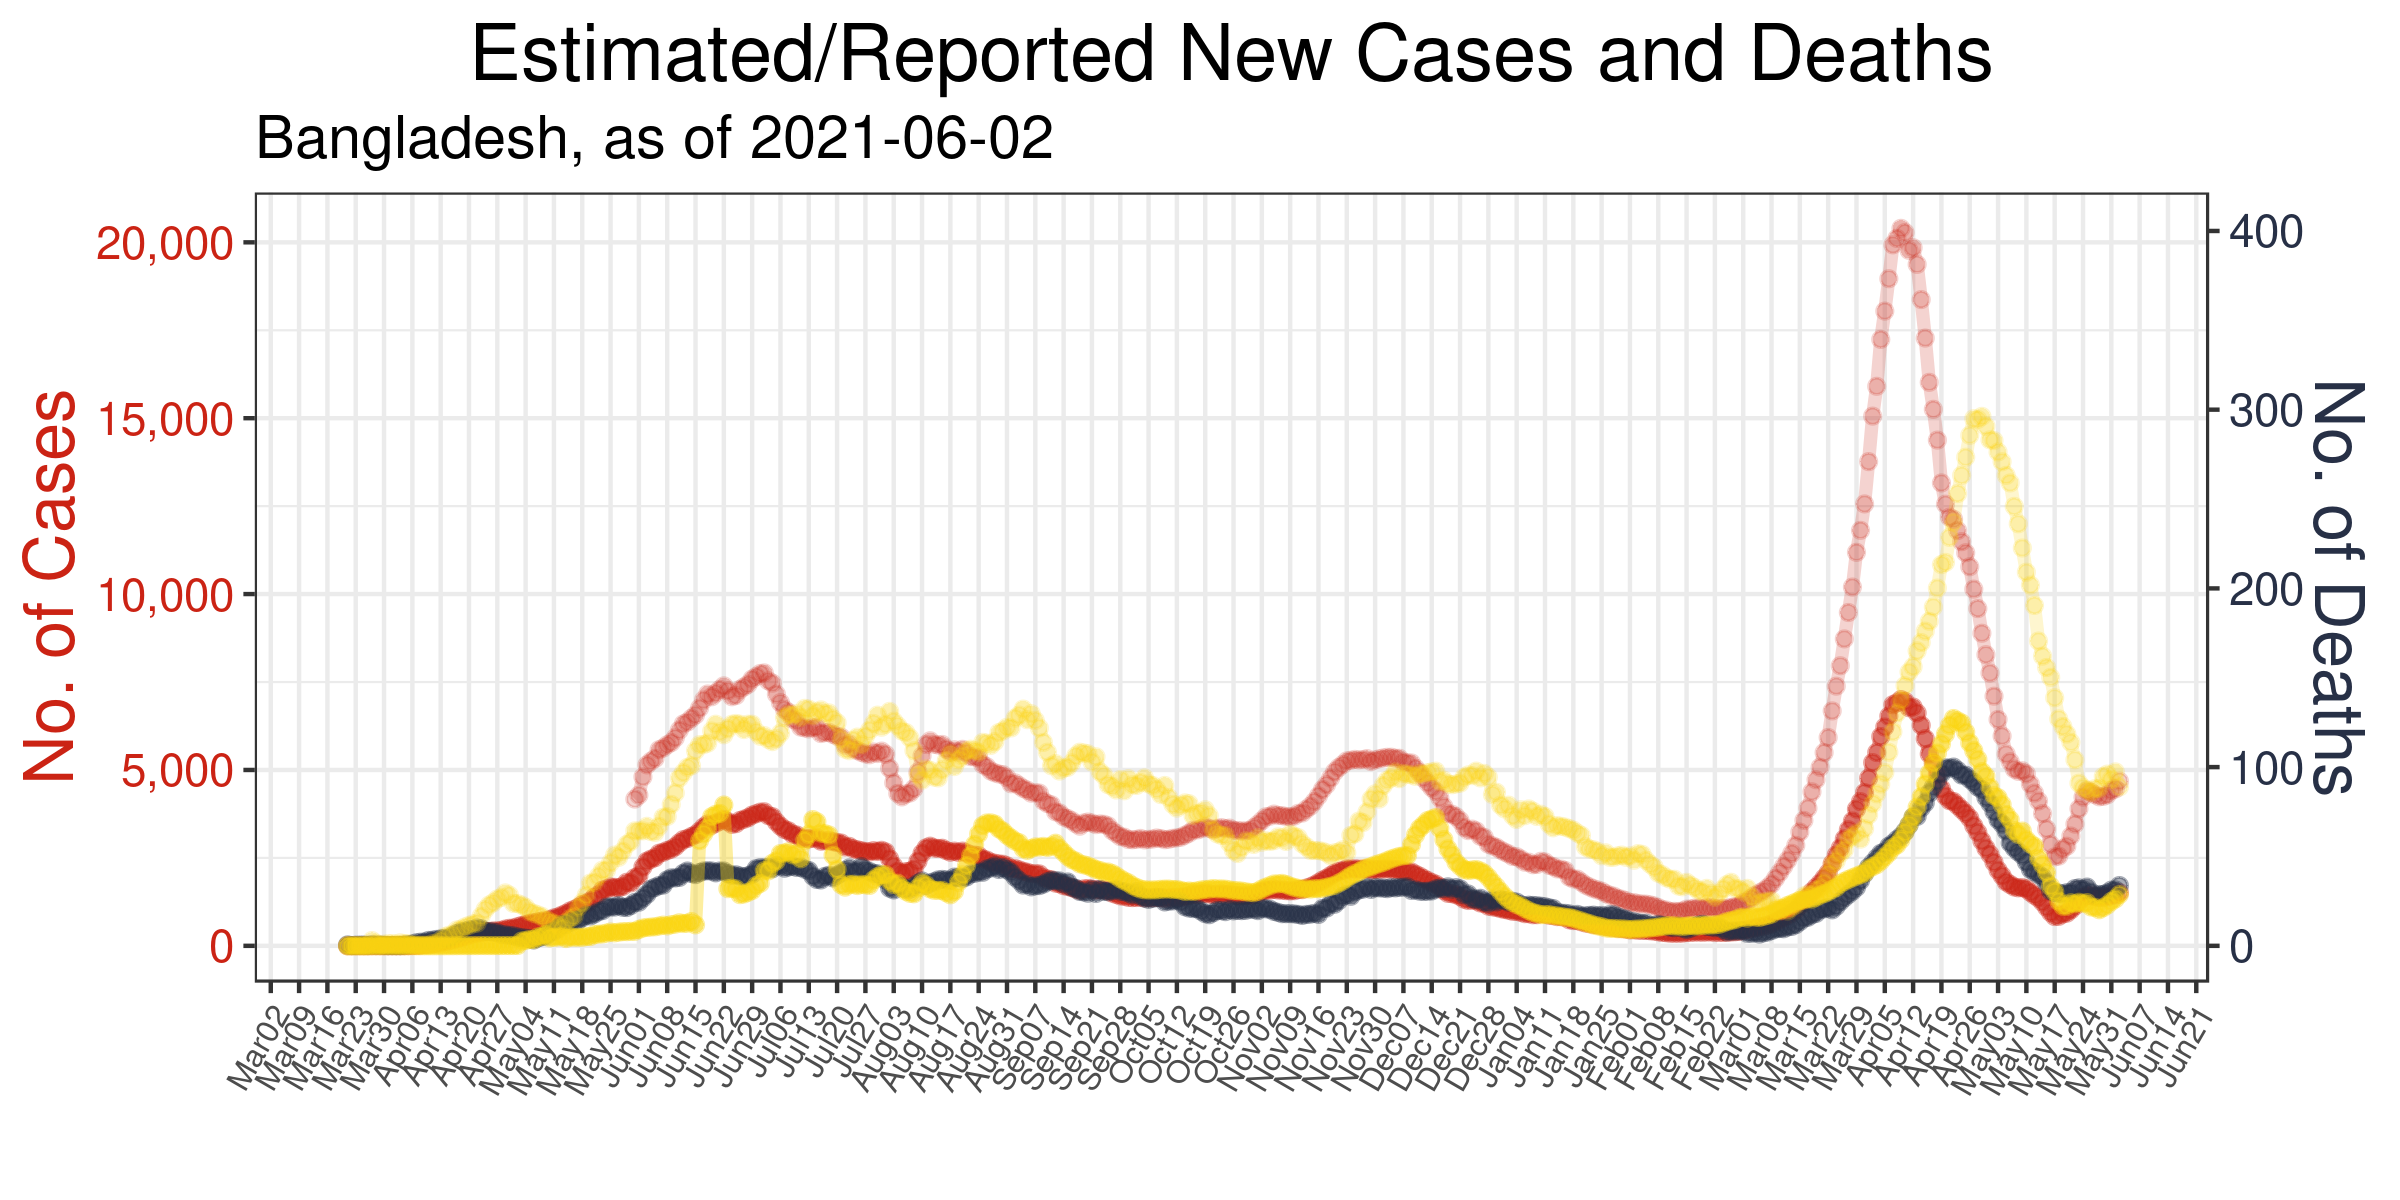 Estimated/Reported New Cases and Deaths
Bangladesh, as of 2021-06-02
No. of Cases
20,000
15,000
10,000
5,000
0
400
300
200
100
0
No. of Deaths
Mar02
Mar09
Mar16
Mar23
Mar30
Apr06
Apr13
Apr20
Apr27
May04
May11
May18
May25
Jun01
Jun08
Jun15
Jun22
Jun29
Jul06
Jul13
Jul20
Jul27
Aug03
Aug10
Aug17
Aug24
Aug31
Sep07
Sep14
Sep21
Sep28
Oct05
Oct12
Oct19
Oct26
Nov02
Nov09
Nov16
Nov23
Nov30
Dec07
Dec14
Dec21
Dec28
Jan04
Jan11
Jan18
Jan25
Feb01
Feb08
Feb15
Feb22
Mar01
Mar08
Mar15
Mar22
Mar29
Apr05
Apr12
Apr19
Apr26
May03
May10
May17
May24
May31
Jun07
Jun14
Jun21